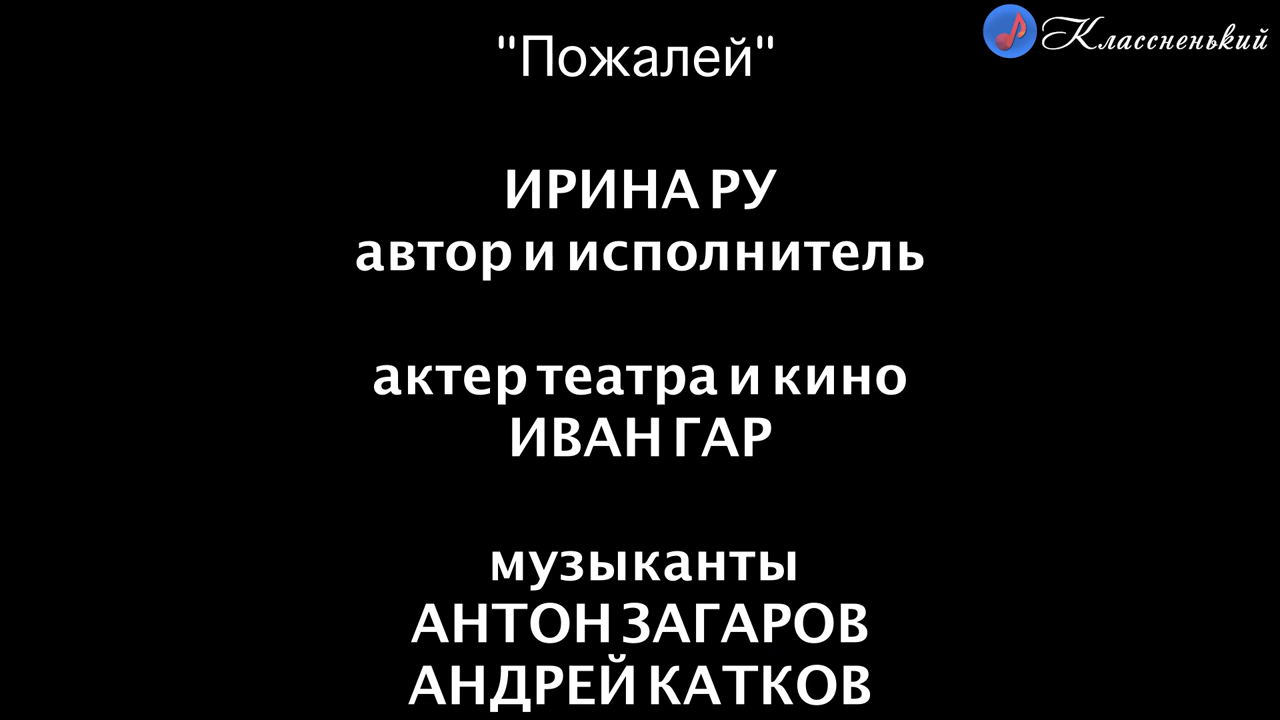 "Пожалей"
Классненький
ИРИНА РУ
автор и исполнитель
актер театра и кино
ИВАН ГАР
музыканты
АНТОН ЗАГАРОВ
АНДРЕЙ КАТКОВ